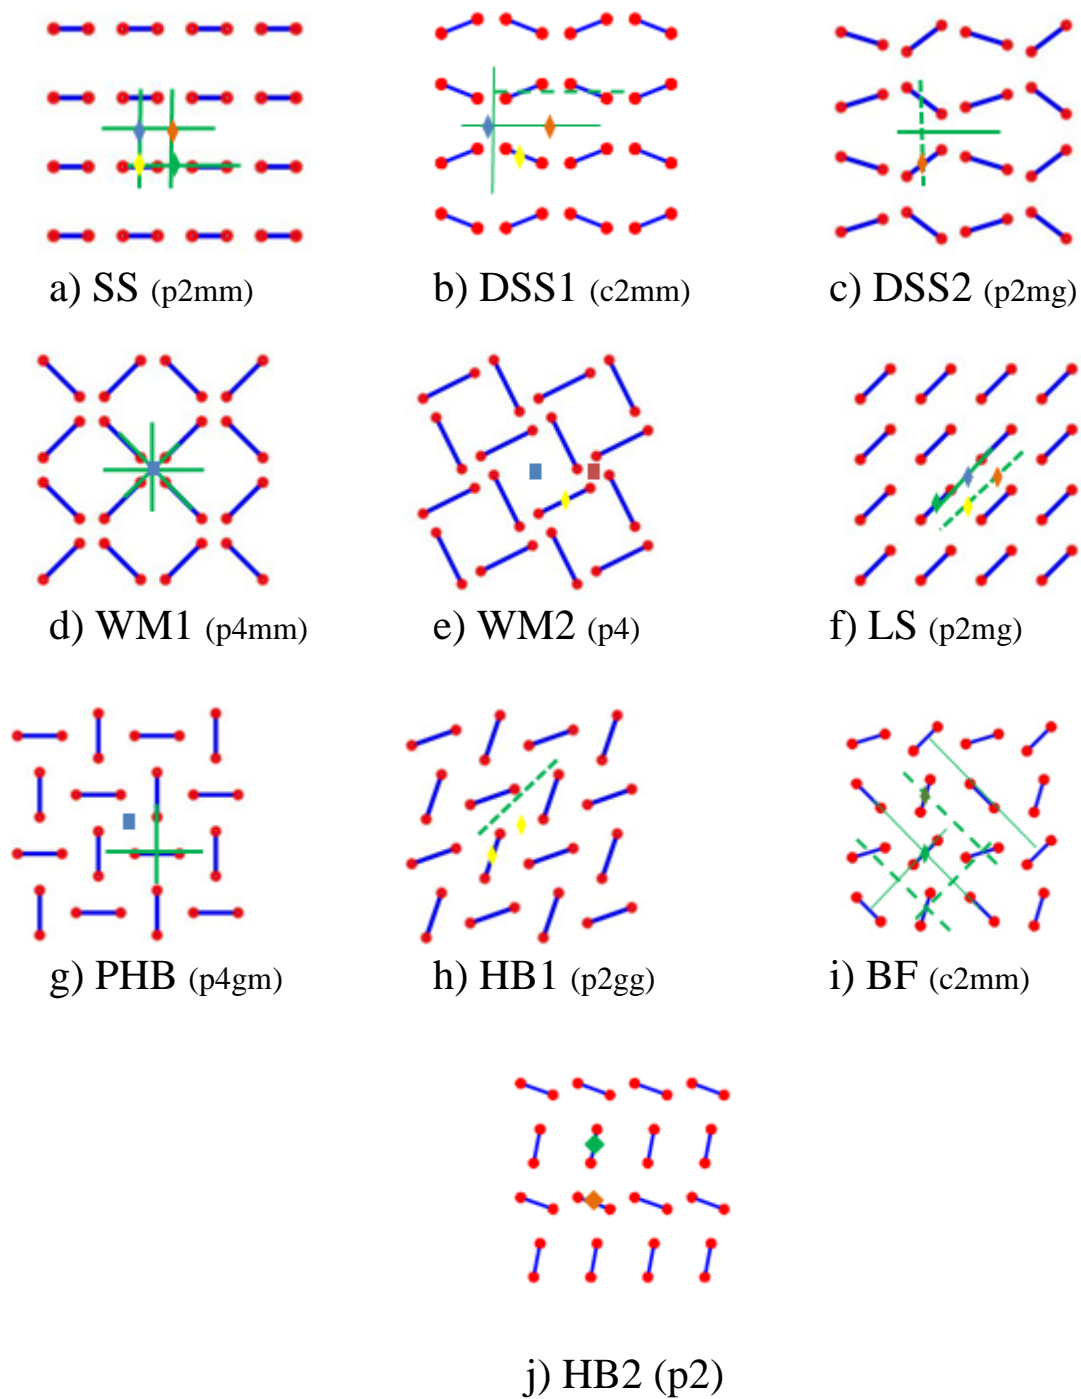 a) SS (p2mm)
b) DSS1 (c2mm)
c) DSS2 (p2mg)
d) WM1 (p4mm)
e) WM2 (p4)
f) LS (p2mg)
g) PHB (p4gm)
h) HB1 (p2gg)
i) BF (c2mm)
j) HB2 (p2)